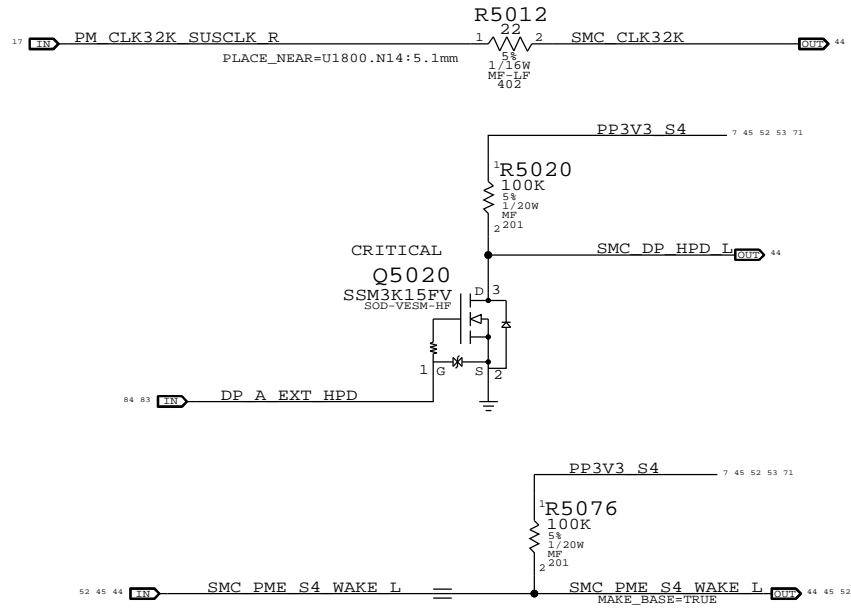 R5012
22
17 IN PM_CLK32K_SUSCLK_R 1 2 SMC_CLK32K OUT 44
PLACE_NEAR=U1800.N14:5.1mm
5%
1/16W
MF-LF
402
PP3V3_S4 7 45 52 53 71
1
R5020
100K
5%
1/20W
MF
201
2
SMC_DP_HPD_L OUT 44
CRITICAL
Q5020
SSM3K15FV
SOD-VESM-HF
D 3
1 G S 2
84 83 IN DP_A_EXT_HPD
PP3V3_S4 7 45 52 53 71
1
R5076
100K
5%
1/20W
MF
201
2
52 45 44 IN SMC_PME_S4_WAKE_L SMC_PME_S4_WAKE_L OUT 44 45 52
MAKE_BASE=TRUE